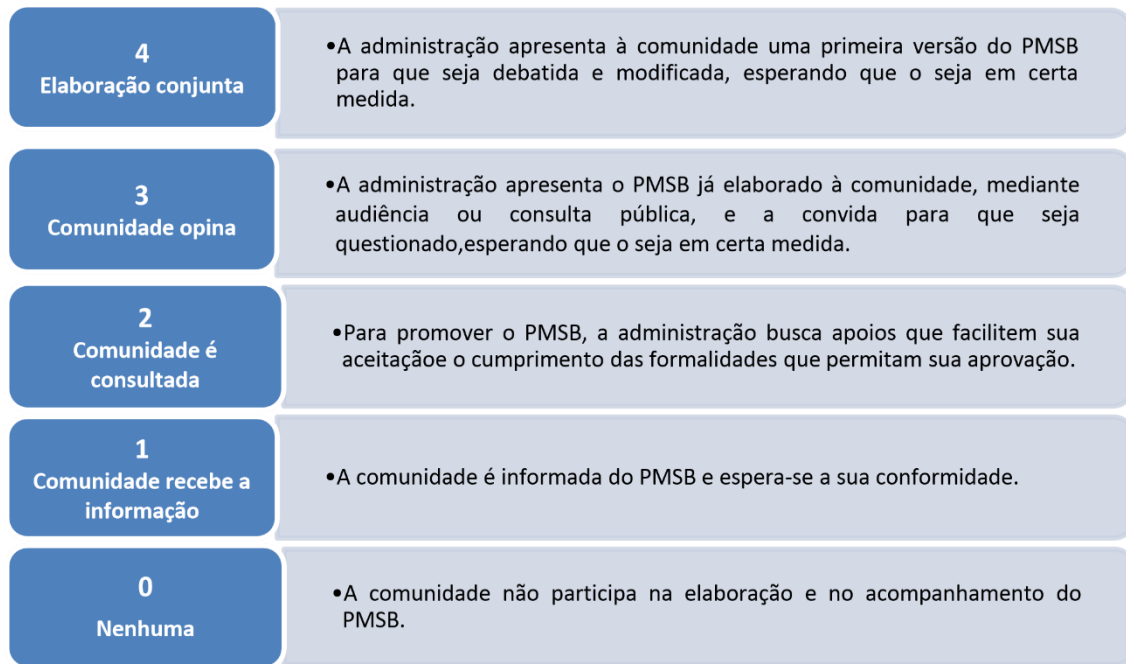 4
Elaboração conjunta
•A administração apresenta à comunidade uma primeira versão do PMSB
para que seja debatida e modificada, esperando que o seja em certa
medida.
3
Comunidade opina
•A administração apresenta o PMSB já elaborado à comunidade, mediante
audiência ou consulta pública, e a convida para que seja
questionado,esperando que o seja em certa medida.
2
Comunidade é
consultada
•Para promover o PMSB, a administração busca apoios que facilitem sua
aceitaçãoe o cumprimento das formalidades que permitam sua aprovação.
1
Comunidade recebe a
informação
•A comunidade é informada do PMSB e espera-se a sua conformidade.
0
Nenhuma
•A comunidade não participa na elaboração e no acompanhamento do
PMSB.